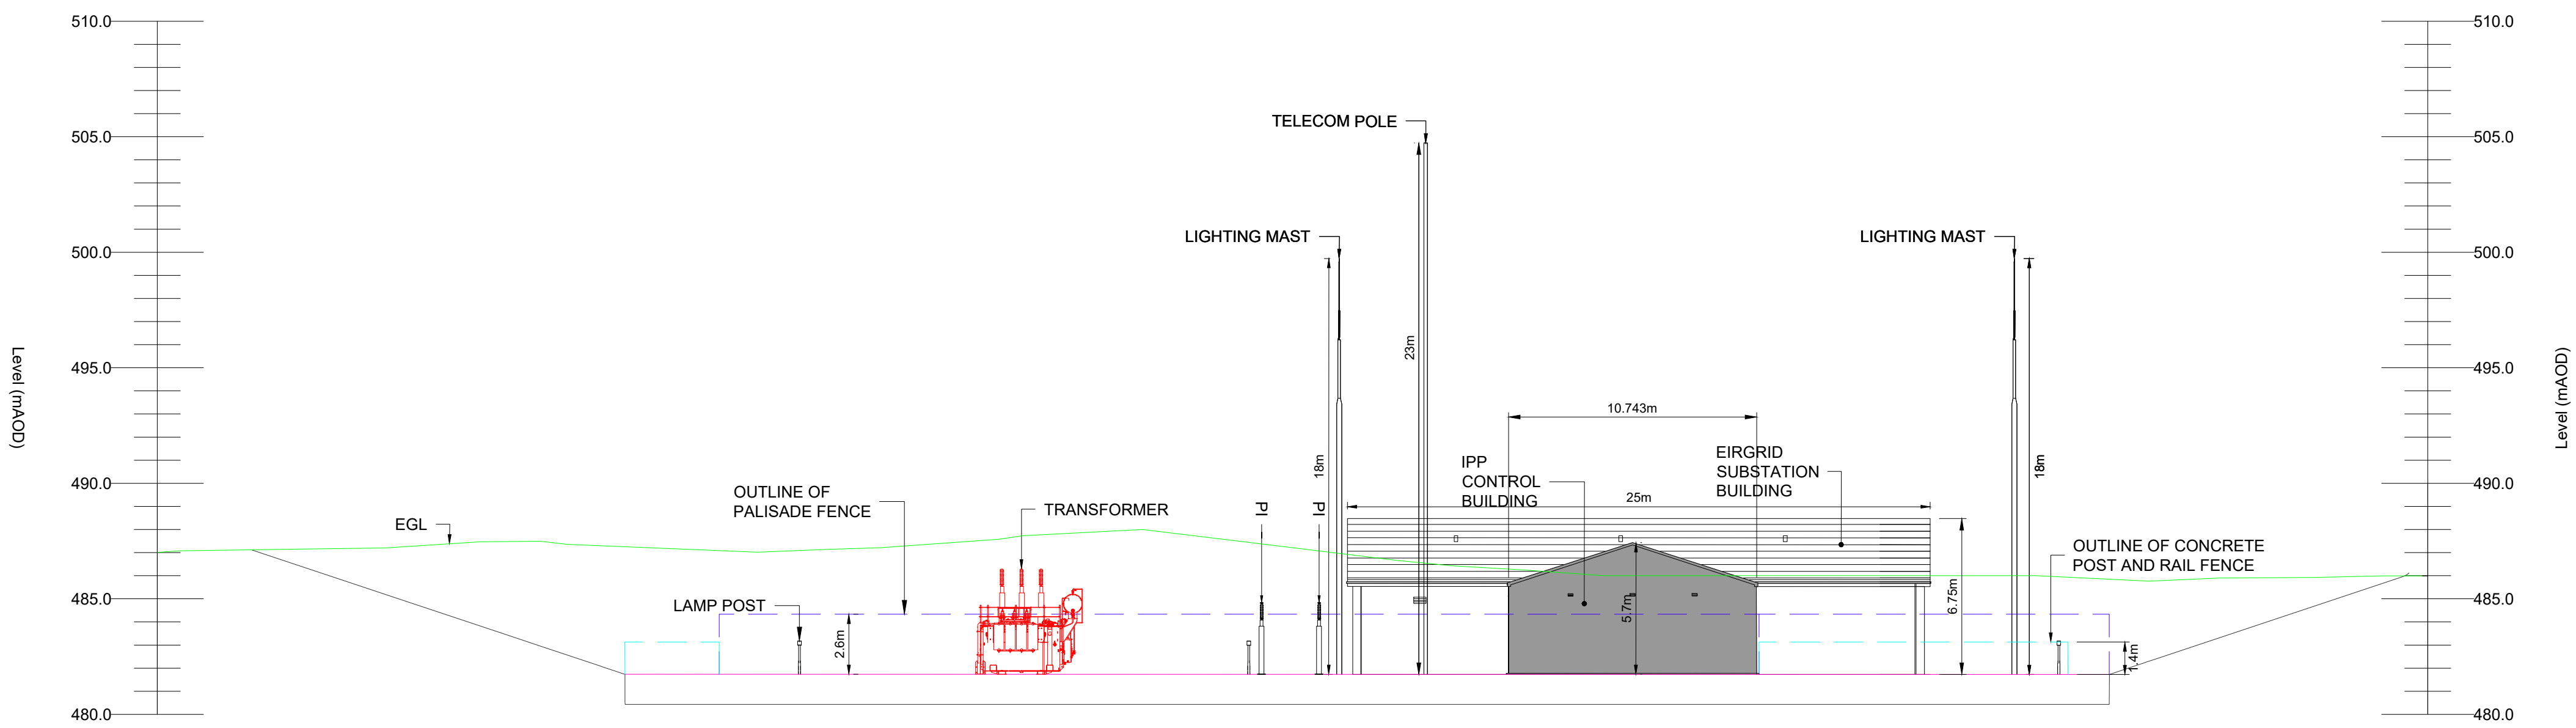 510.0
505.0
500.0
495.0
490.0
485.0
480.0
Level (mAOD)
EGL
OUTLINE OF
PALISADE FENCE
LAMP POST
2.6m
TRANSFORMER
PI
PI
LIGHTING MAST
18m
TELECOM POLE
23m
10.743m
IPP
CONTROL
BUILDING
EIRGRID
SUBSTATION
BUILDING
25m
5.7m
6.75m
LIGHTING MAST
18m
OUTLINE OF CONCRETE
POST AND RAIL FENCE
1.4m
510.0
505.0
500.0
495.0
490.0
485.0
480.0
Level (mAOD)